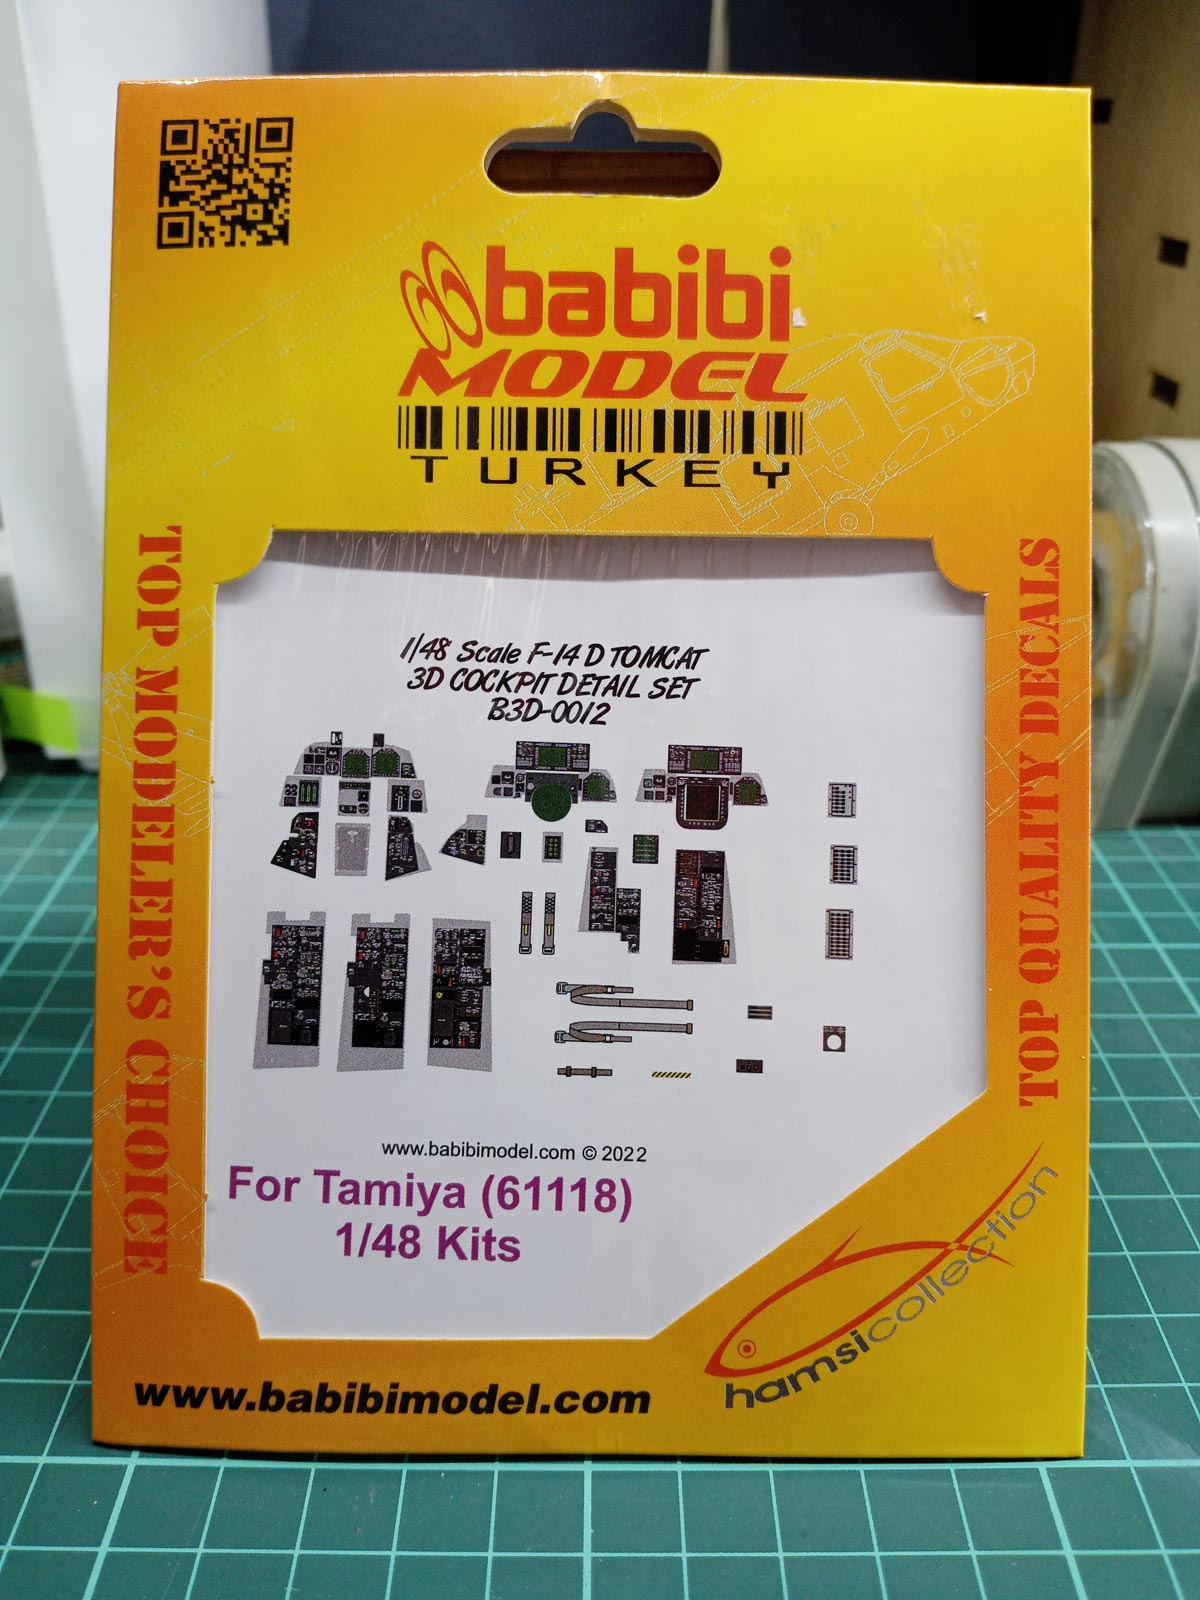 babibi
MODEL
TURKEY
TOP MODELER'S CHOICE
TOP QUALITY DECALS
1/48 Scale F-14 D TOMCAT
3D COCKPIT DETAIL SET
B3D-0012
www.babibimodel.com © 2022
For Tamiya (61118)
1/48 Kits
hamsicollection
www.babibimodel.com